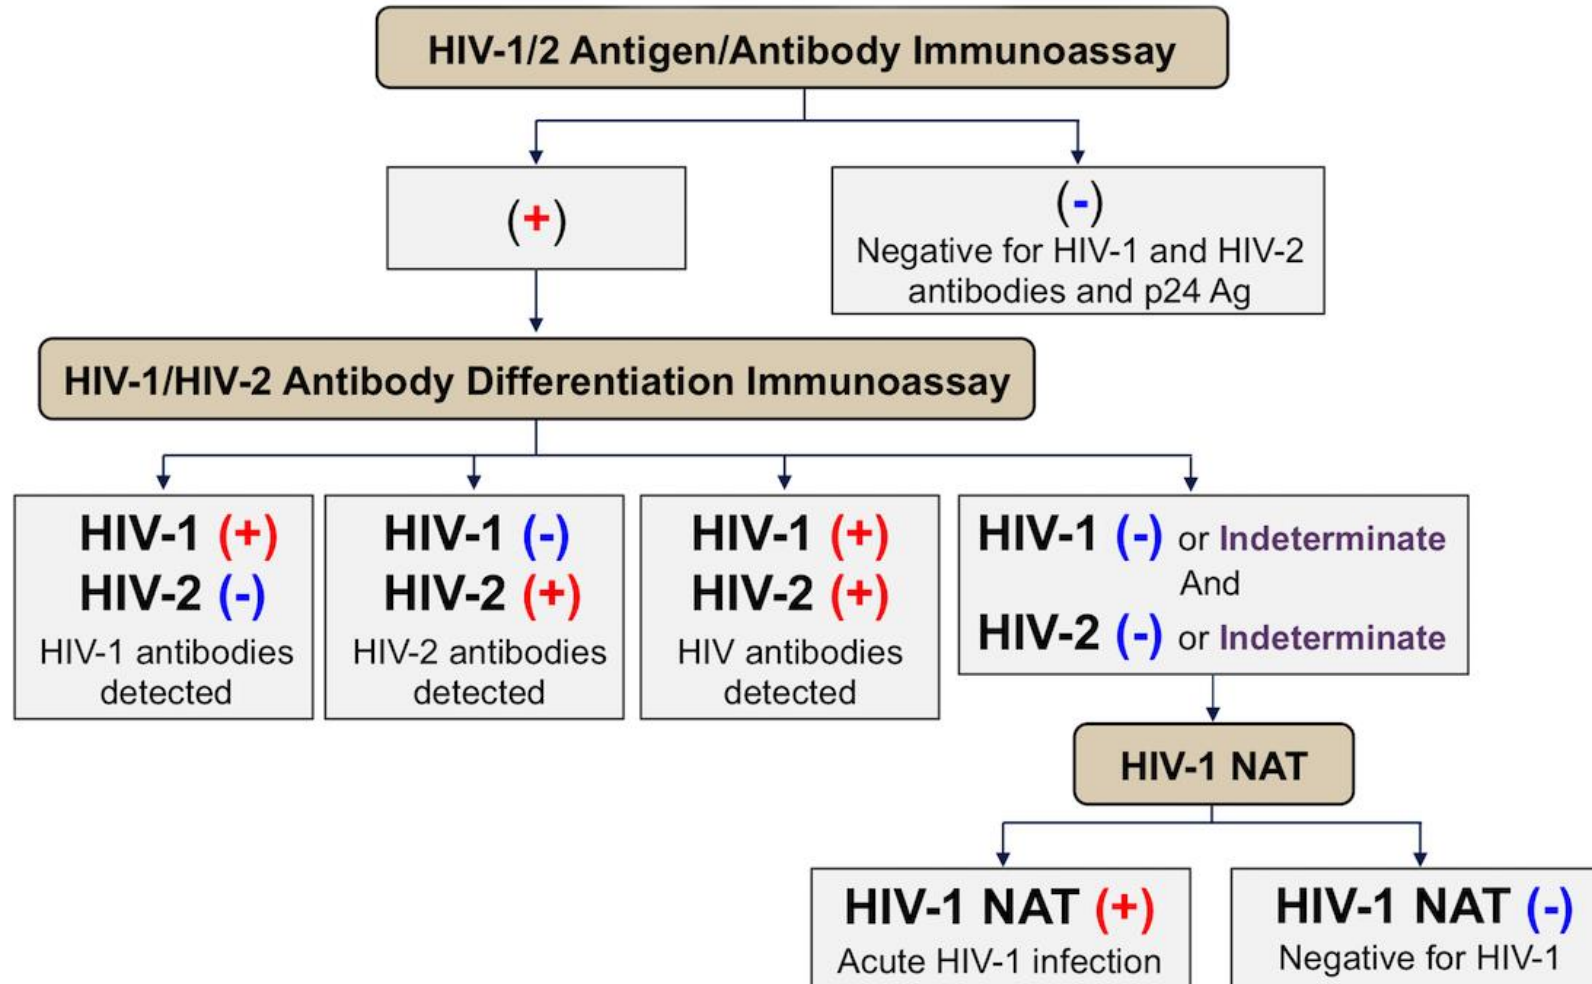 HIV-1/2 Antigen/Antibody Immunoassay
(+)
(-)
Negative for HIV-1 and HIV-2
antibodies and p24 Ag
HIV-1/HIV-2 Antibody Differentiation Immunoassay
HIV-1 (+)
HIV-2 (-)
HIV-1 antibodies
detected
HIV-1 (-)
HIV-2 (+)
HIV-2 antibodies
detected
HIV-1 (+)
HIV-2 (+)
HIV antibodies
detected
HIV-1 (-) or Indeterminate
And
HIV-2 (-) or Indeterminate
HIV-1 NAT
HIV-1 NAT (+)
Acute HIV-1 infection
HIV-1 NAT (-)
Negative for HIV-1